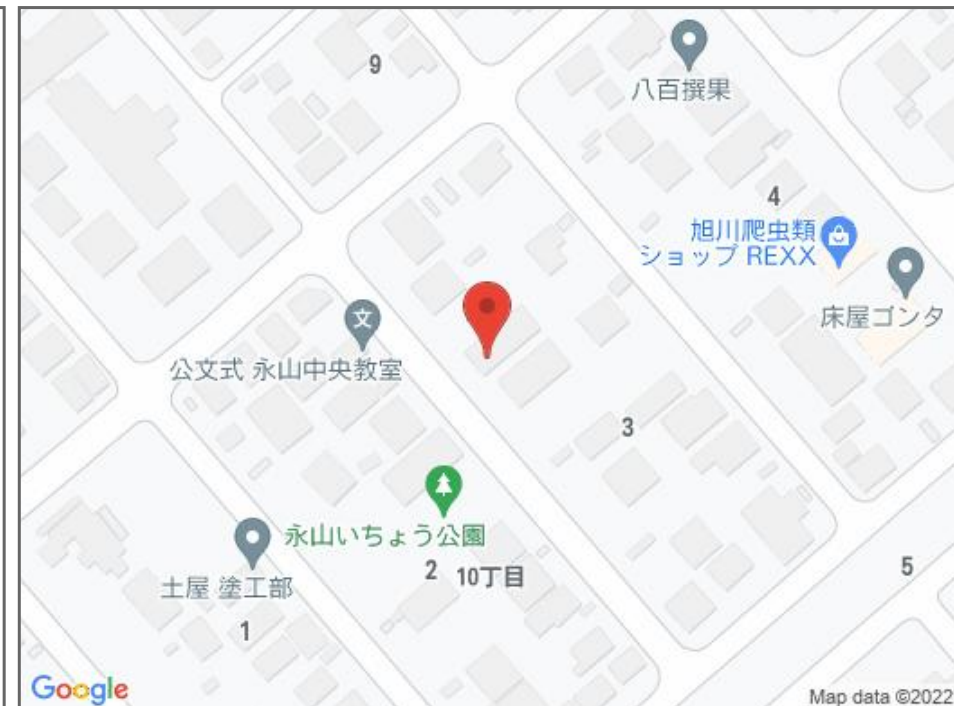 9
八百撰果
4
旭川爬虫類
ショップ REXX
床屋ゴンタ
文
公文式 永山中央教室
3
永山いちょう公園
2 10丁目
5
土屋 塗工部
1
Google
Map data ©2022